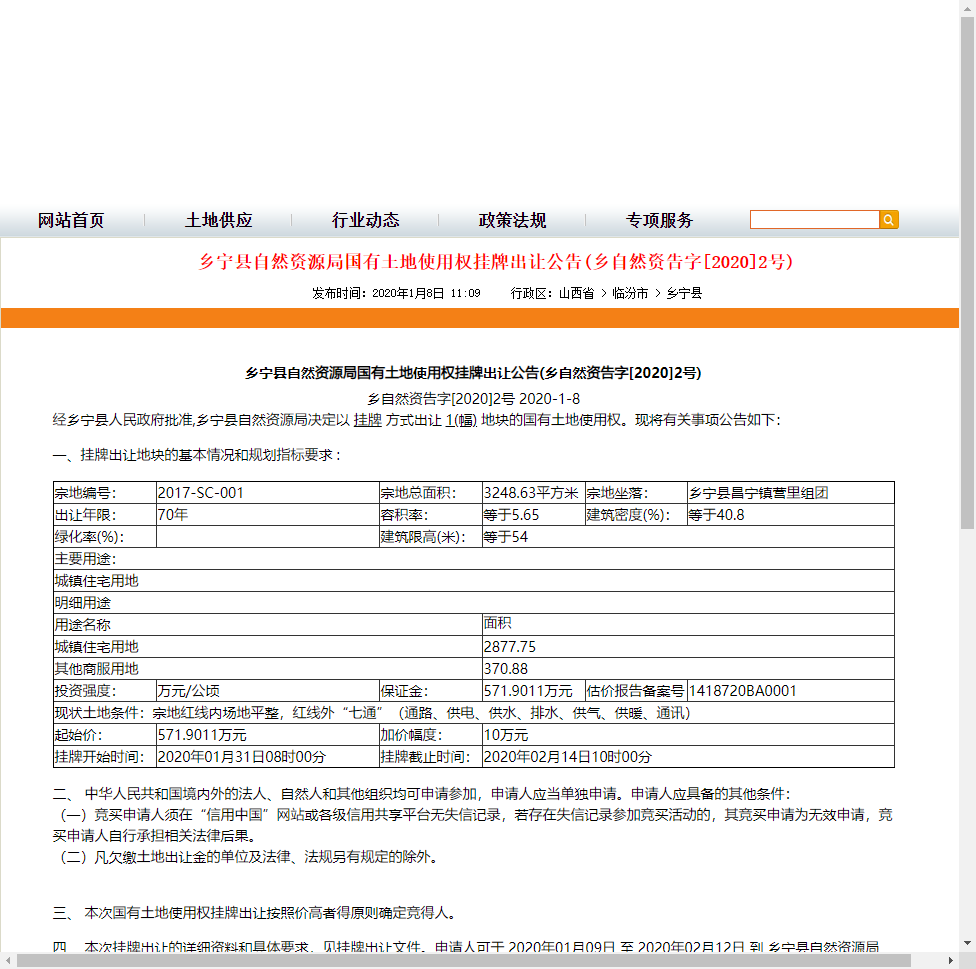 网站首页 土地供应 行业动态 政策法规 专项服务
乡宁县自然资源局国有土地使用权挂牌出让公告(乡自然资告字[2020]2号)
发布时间：2020年1月8日 11:09 行政区：山西省 > 临汾市 > 乡宁县
乡宁县自然资源局国有土地使用权挂牌出让公告(乡自然资告字[2020]2号)
乡自然资告字[2020]2号 2020-1-8
经乡宁县人民政府批准,乡宁县自然资源局决定以 挂牌 方式出让 1(幅) 地块的国有土地使用权。现将有关事项公告如下：
一、挂牌出让地块的基本情况和规划指标要求：
宗地编号： 2017-SC-001 宗地总面积： 3248.63平方米 宗地坐落： 乡宁县昌宁镇营里组团
出让年限： 70年 容积率： 等于5.65 建筑密度(%)： 等于40.8
绿化率(%)： 建筑限高(米)： 等于54
主要用途：
城镇住宅用地
明细用途
用途名称 面积
城镇住宅用地 2877.75
其他商服用地 370.88
投资强度： 万元/公顷 保证金： 571.9011万元 估价报告备案号 1418720BA0001
现状土地条件：宗地红线内场地平整，红线外“七通”（通路、供电、供水、排水、供气、供暖、通讯）
起始价： 571.9011万元 加价幅度： 10万元
挂牌开始时间： 2020年01月31日08时00分 挂牌截止时间： 2020年02月14日10时00分
二、 中华人民共和国境内外的法人、自然人和其他组织均可申请参加，申请人应当单独申请。申请人应具备的其他条件：
（一）竞买申请人须在“信用中国”网站或各级信用共享平台无失信记录，若存在失信记录参加竞买活动的，其竞买申请为无效申请，竞
买申请人自行承担相关法律后果。
（二）凡欠缴土地出让金的单位及法律、法规另有规定的除外。
三、 本次国有土地使用权挂牌出让按照价高者得原则确定竞得人。
四、 本次挂牌出让的详细资料和具体要求，见挂牌出让文件。申请人可于 2020年01月09日 至 2020年02月12日 到 乡宁县自然资源局